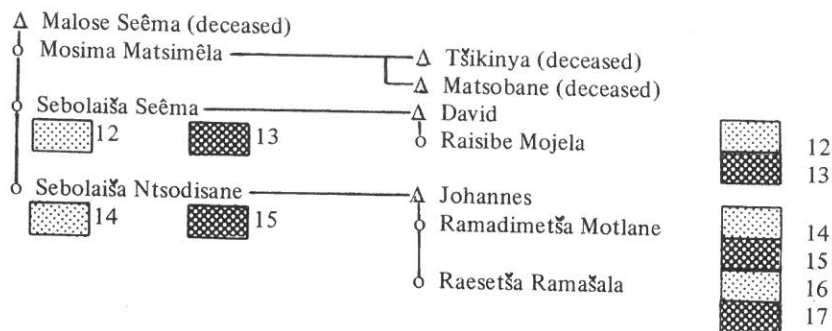 Δ Malose Seêma (deceased)
o Mosima Matsimêla
Δ Tšikinya (deceased)
Δ Matsobane (deceased)
o Sebolaiša Seêma
Δ David
12 13
o Raisibe Mojela
12
13
o Sebolaiša Ntsodisane
Δ Johannes
14 15
o Ramadimetša Motlane
14
15
o Raesetša Ramašala
16
17